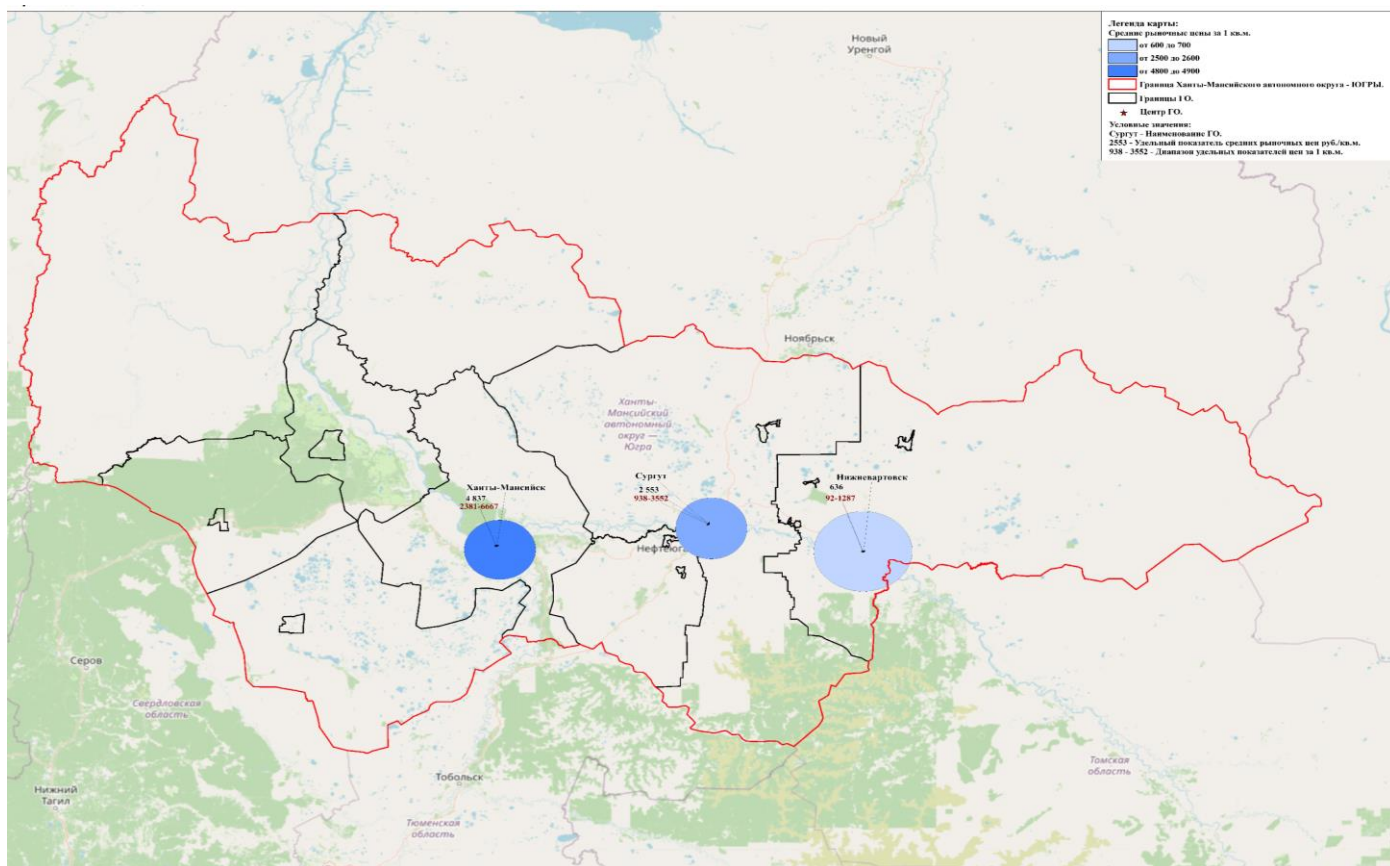 Легенда карты:
Средние рыночные цены за 1 кв.м.
от 600 до 700
от 2500 до 2600
от 4800 до 4900
Граница Ханты-Мансийского автономного округа - ЮГРЫ.
Границы ГО.
Центр ГО.
Условные значения:
Сургут - Наименование ГО.
2553 - Удельный показатель средних рыночных цен руб./кв.м.
938 - 3552 - Диапазон удельных показателей цен за 1 кв.м.
Новый
Уренгой
Ноябрьск
Ханты-
Мансийский
автономный
округ —
Югра
Ханты-Мансийск
4 837
2381-6667
Сургут
2 553
938-3552
Нижневартовск
636
92-1287
Нефтеюга
Серов
Свердловская
область
Нижний
Тагил
Тобольск
Тюменская
область
Томская
область